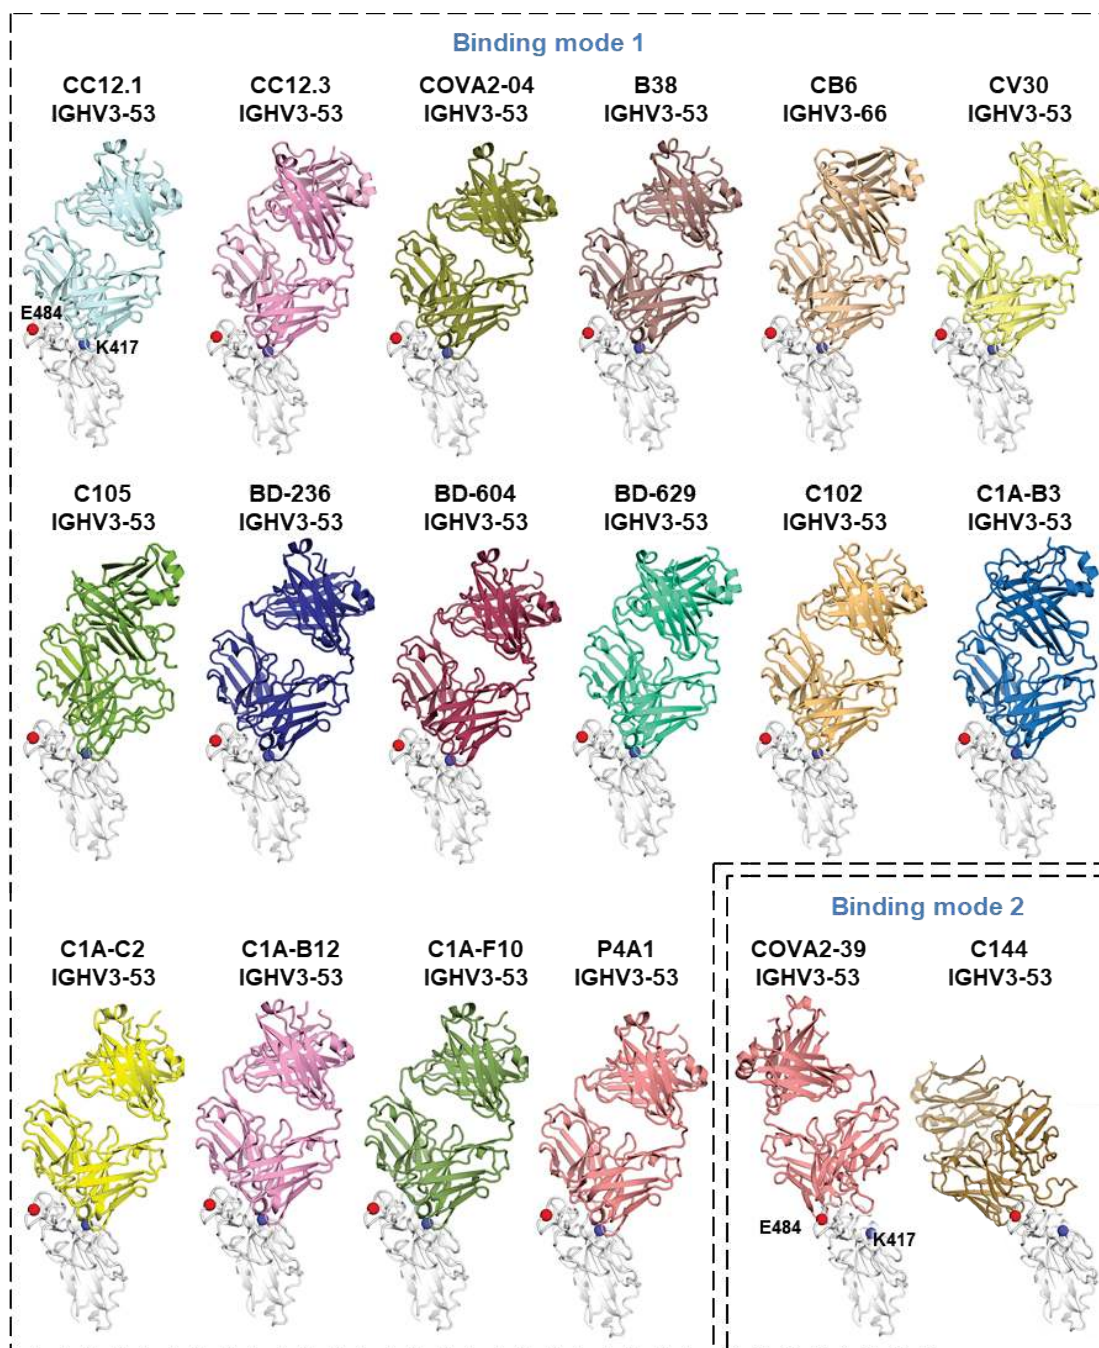 Binding mode 1
CC12.1
IGHV3-53
CC12.3
IGHV3-53
COVA2-04
IGHV3-53
B38
IGHV3-53
CB6
IGHV3-66
CV30
IGHV3-53
E484
K417
C105
IGHV3-53
BD-236
IGHV3-53
BD-604
IGHV3-53
BD-629
IGHV3-53
C102
IGHV3-53
C1A-B3
IGHV3-53
C1A-C2
IGHV3-53
C1A-B12
IGHV3-53
C1A-F10
IGHV3-53
P4A1
IGHV3-53
Binding mode 2
COVA2-39
IGHV3-53
C144
IGHV3-53
E484
K417